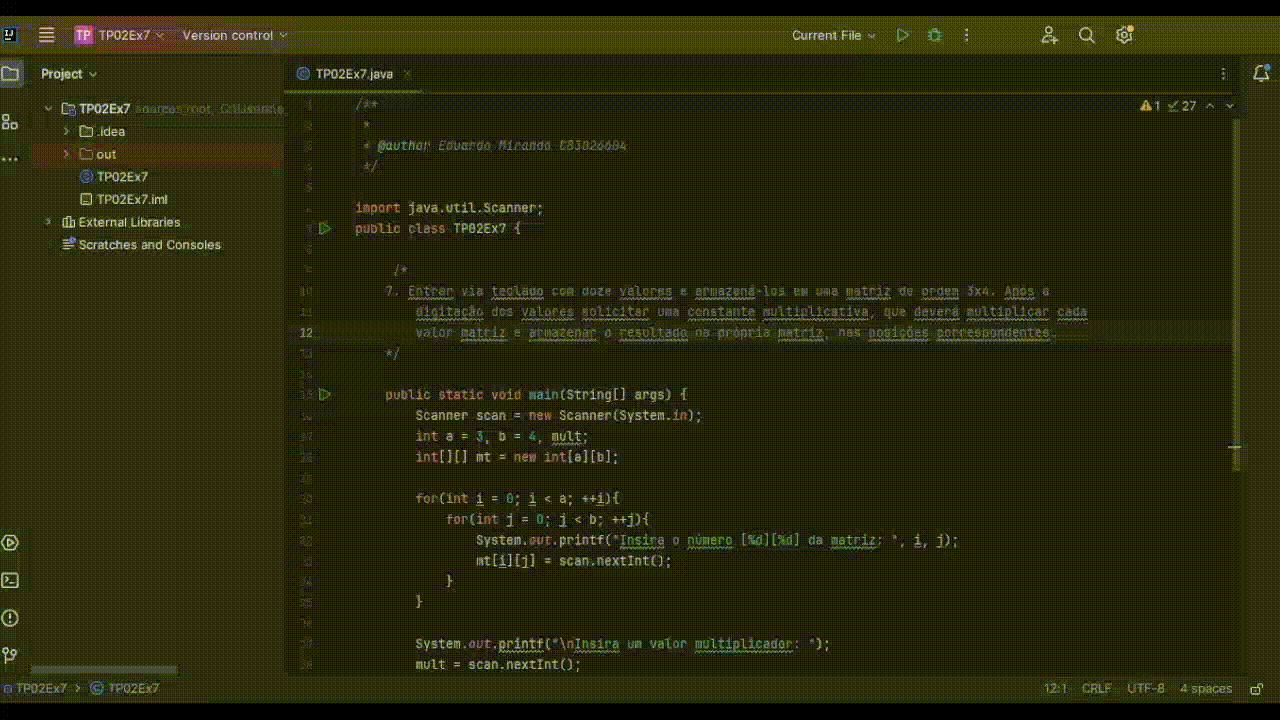 TP TP02Ex7 Version control Current File
Project
TP02Ex7.java
TP02Ex7 sources root,
.idea
out
TP02Ex7
TP02Ex7.iml
External Libraries
Scratches and Consoles
1 27
/**
*
* @author Eduardo Miranda
*/
import java.util.Scanner;
public class TP02Ex7 {
/*
7. Entrar via teclado com doze valores e armazená-los em uma matriz de ordem 3x4. Após a
digitação dos valores solicitar uma constante multiplicativa, que deverá multiplicar cada
12 valor matriz e armazenar o resultado na própria matriz, nas posições correspondentes.
*/
public static void main(String[] args) {
Scanner scan = new Scanner(System.in);
int a = 3, b = 4, mult;
int[][] mt = new int[a][b];
for(int i = 0; i < a; ++i){
for(int j = 0; j < b; ++j){
System.out.printf("Insira o número [%d][%d] da matriz: ", i, j);
mt[i][j] = scan.nextInt();
}
}
System.out.printf("\nInsira um valor multiplicador: ");
mult = scan.nextInt();
TP02Ex7 > TP02Ex7 12:1 CRLF UTF-8 4 spaces